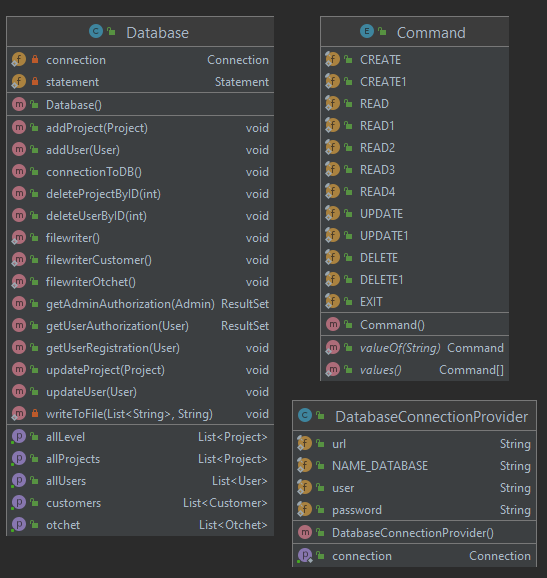 Database
connection Connection
statement Statement
Database()
addProject(Project) void
addUser(User) void
connectionToDB() void
deleteProjectByID(int) void
deleteUserByID(int) void
filewriter() void
filewriterCustomer() void
filewriterOtchet() void
getAdminAuthorization(Admin) ResultSet
getUserAuthorization(User) ResultSet
getUserRegistration(User) void
updateProject(Project) void
updateUser(User) void
writeToFile(List<String>, String) void
allLevel List<Project>
allProjects List<Project>
allUsers List<User>
customers List<Customer>
otchet List<Otchet>
Command
CREATE
CREATE1
READ
READ1
READ2
READ3
READ4
UPDATE
UPDATE1
DELETE
DELETE1
EXIT
Command()
valueOf(String) Command
values() Command[]
DatabaseConnectionProvider
url String
NAME_DATABASE String
user String
password String
DatabaseConnectionProvider()
connection Connection